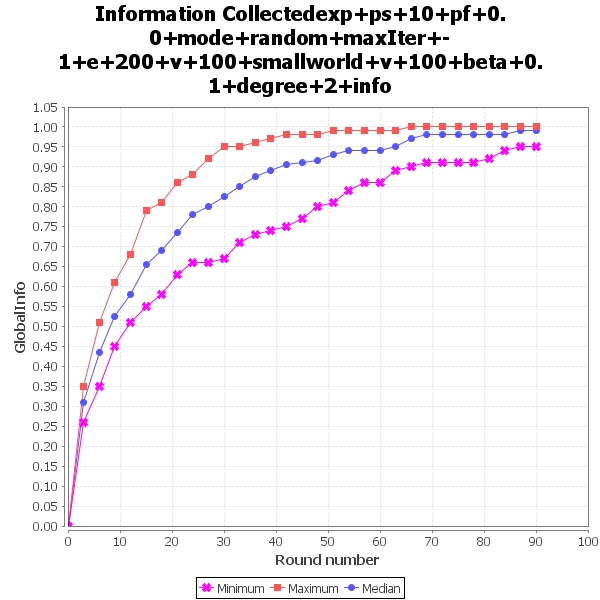 Information Collectedexp+ps+10+pf+0.
0+mode+random+maxIter+-
1+e+200+v+100+smallworld+v+100+beta+0.
1+degree+2+info
1.05
1.00
0.95
0.90
0.85
0.80
0.75
0.70
0.65
0.60
0.55
0.50
0.45
0.40
0.35
0.30
0.25
0.20
0.15
0.10
0.05
0.00
GlobalInfo
0 10 20 30 40 50 60 70 80 90 100
Round number
Minimum Maximum Median